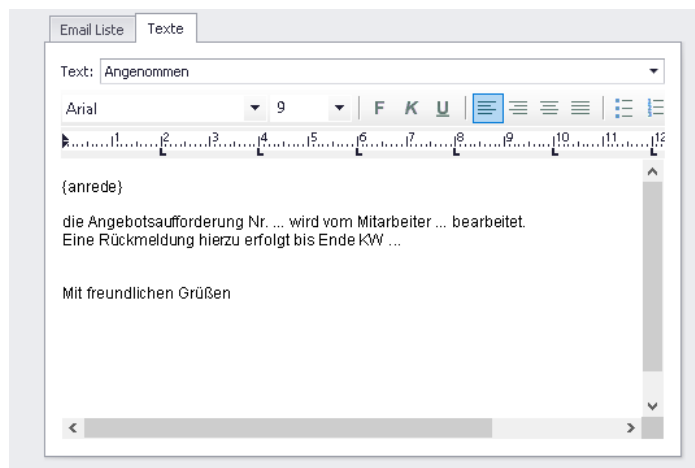 Email Liste Texte
Text: Angenommen
Arial 9 F K U
1 2 3 4 5 6 7 8 9 10 11 12
{anrede}
die Angebotsaufforderung Nr. ... wird vom Mitarbeiter ... bearbeitet.
Eine Rückmeldung hierzu erfolgt bis Ende KW ...
Mit freundlichen Grüßen